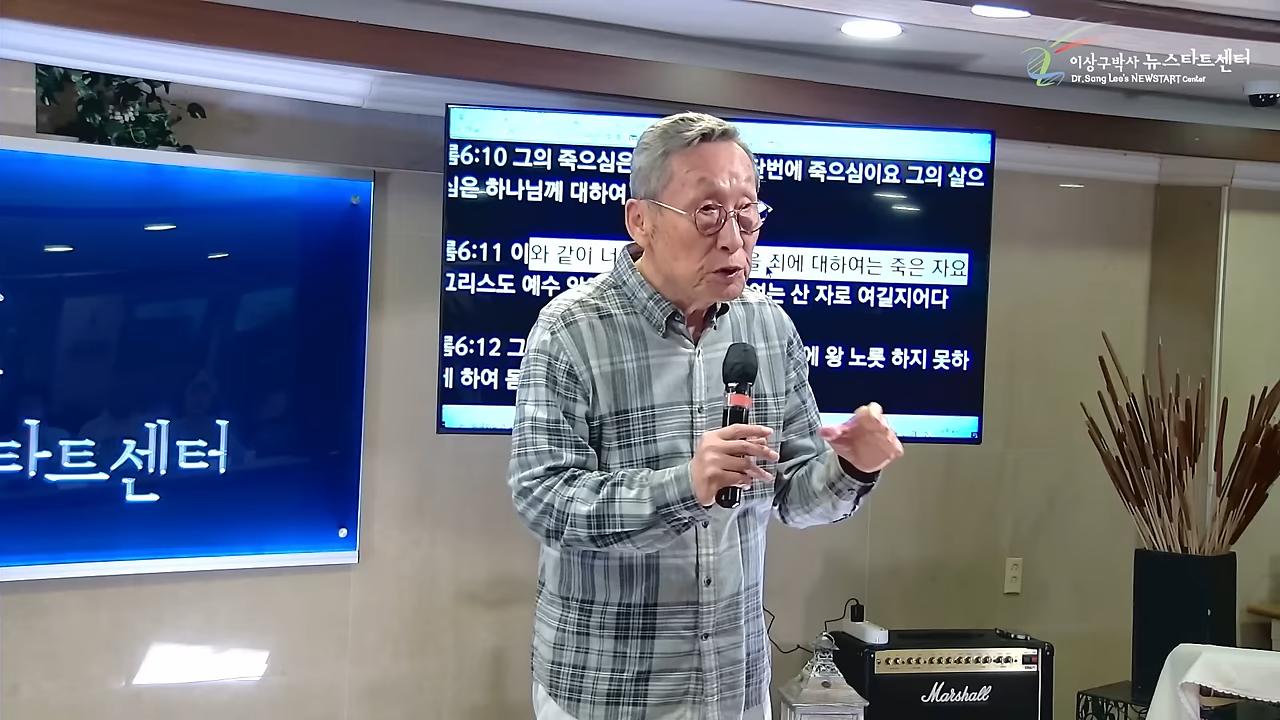 이상구박사 뉴스타트센터
Dr.Sang Lee's NEWSTART Center
롬6:10 그의 죽으심은 단번에 죽으심이요 그의 살으
심은 하나님께 대하여
롬6:11 이와 같이 너 죄에 대하여는 죽은 자요
그리스도 예수 산 자로 여길지어다
롬6:12 그 에 왕 노릇 하지 못하
하여 몸
타트센터
Marshall